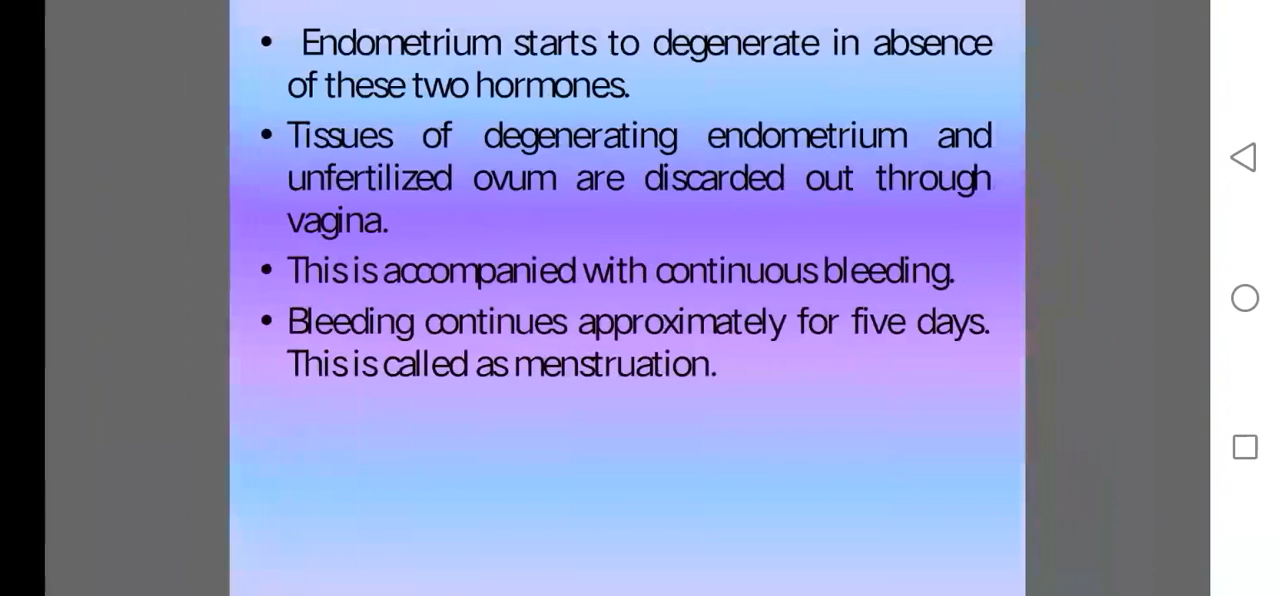 • Endometrium starts to degenerate in absence
of these two hormones.
• Tissues of degenerating endometrium and
unfertilized ovum are discarded out through
vagina.
• This is accompanied with continuous bleeding.
• Bleeding continues approximately for five days.
This is called as menstruation.